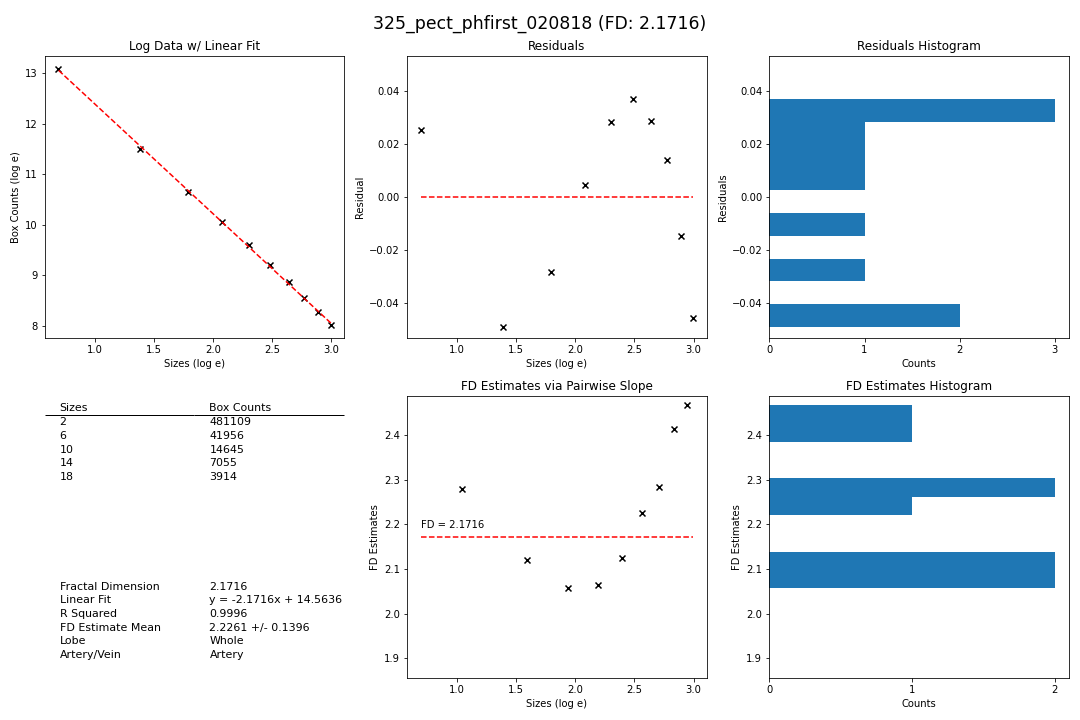 325_pect_phfirst_020818 (FD: 2.1716)
Log Data w/ Linear Fit
Box Counts (log e)
13
12
11
10
9
8
1.0 1.5 2.0 2.5 3.0
Sizes (log e)
Residuals
Residual
0.04
0.02
0.00
−0.02
−0.04
1.0 1.5 2.0 2.5 3.0
Sizes (log e)
Residuals Histogram
Residuals
0.04
0.02
0.00
−0.02
−0.04
0 1 2 3
Counts
Sizes Box Counts
2 481109
6 41956
10 14645
14 7055
18 3914
Fractal Dimension 2.1716
Linear Fit y = -2.1716x + 14.5636
R Squared 0.9996
FD Estimate Mean 2.2261 +/- 0.1396
Lobe Whole
Artery/Vein Artery
FD Estimates via Pairwise Slope
FD Estimates
2.4
2.3
2.2
2.1
2.0
1.9
FD = 2.1716
1.0 1.5 2.0 2.5 3.0
Sizes (log e)
FD Estimates Histogram
FD Estimates
2.4
2.3
2.2
2.1
2.0
1.9
0 1 2
Counts